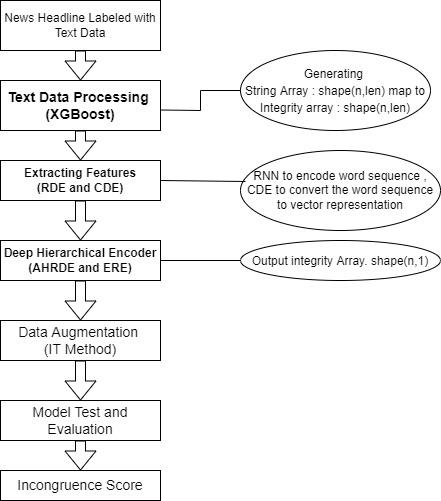 News Headline Labeled with
Text Data
Text Data Processing
(XGBoost)
Generating
String Array : shape(n,len) map to
Integrity array : shape(n,len)
Extracting Features
(RDE and CDE)
RNN to encode word sequence ,
CDE to convert the word sequence
to vector representation
Deep Hierarchical Encoder
(AHRDE and ERE)
Output integrity Array. shape(n,1)
Data Augmentation
(IT Method)
Model Test and
Evaluation
Incongruence Score